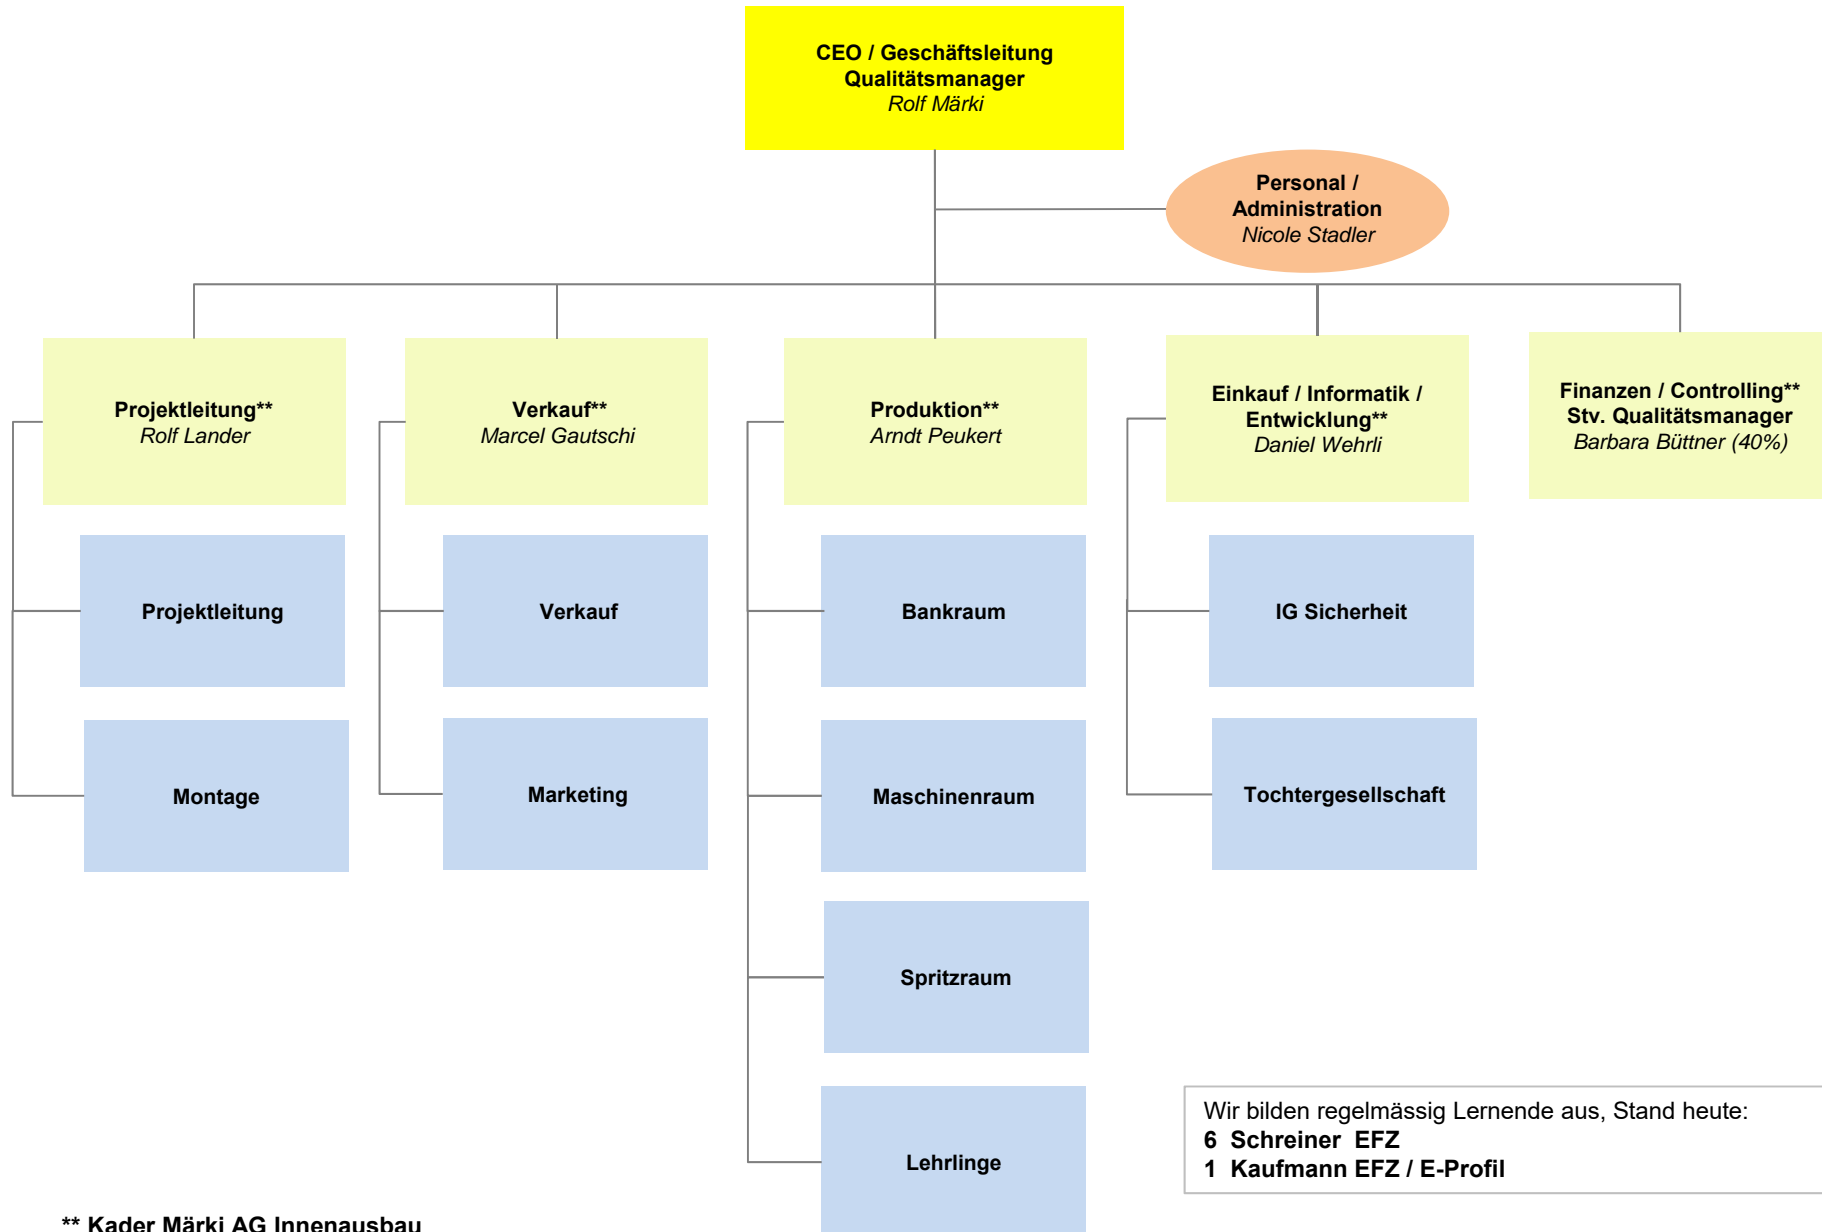 CEO / Geschäftsleitung
Qualitätsmanager
Rolf Märki
Personal /
Administration
Nicole Stadler
Projektleitung**
Rolf Lander
Verkauf**
Marcel Gautschi
Produktion**
Arndt Peukert
Einkauf / Informatik /
Entwicklung**
Daniel Wehrli
Finanzen / Controlling**
Stv. Qualitätsmanager
Barbara Büttner (40%)
Projektleitung
Verkauf
Bankraum
IG Sicherheit
Montage
Marketing
Maschinenraum
Tochtergesellschaft
Spritzraum
Lehrlinge
Wir bilden regelmässig Lernende aus, Stand heute:
6 Schreiner EFZ
1 Kaufmann EFZ / E-Profil
** Kader Märki AG Innenausbau